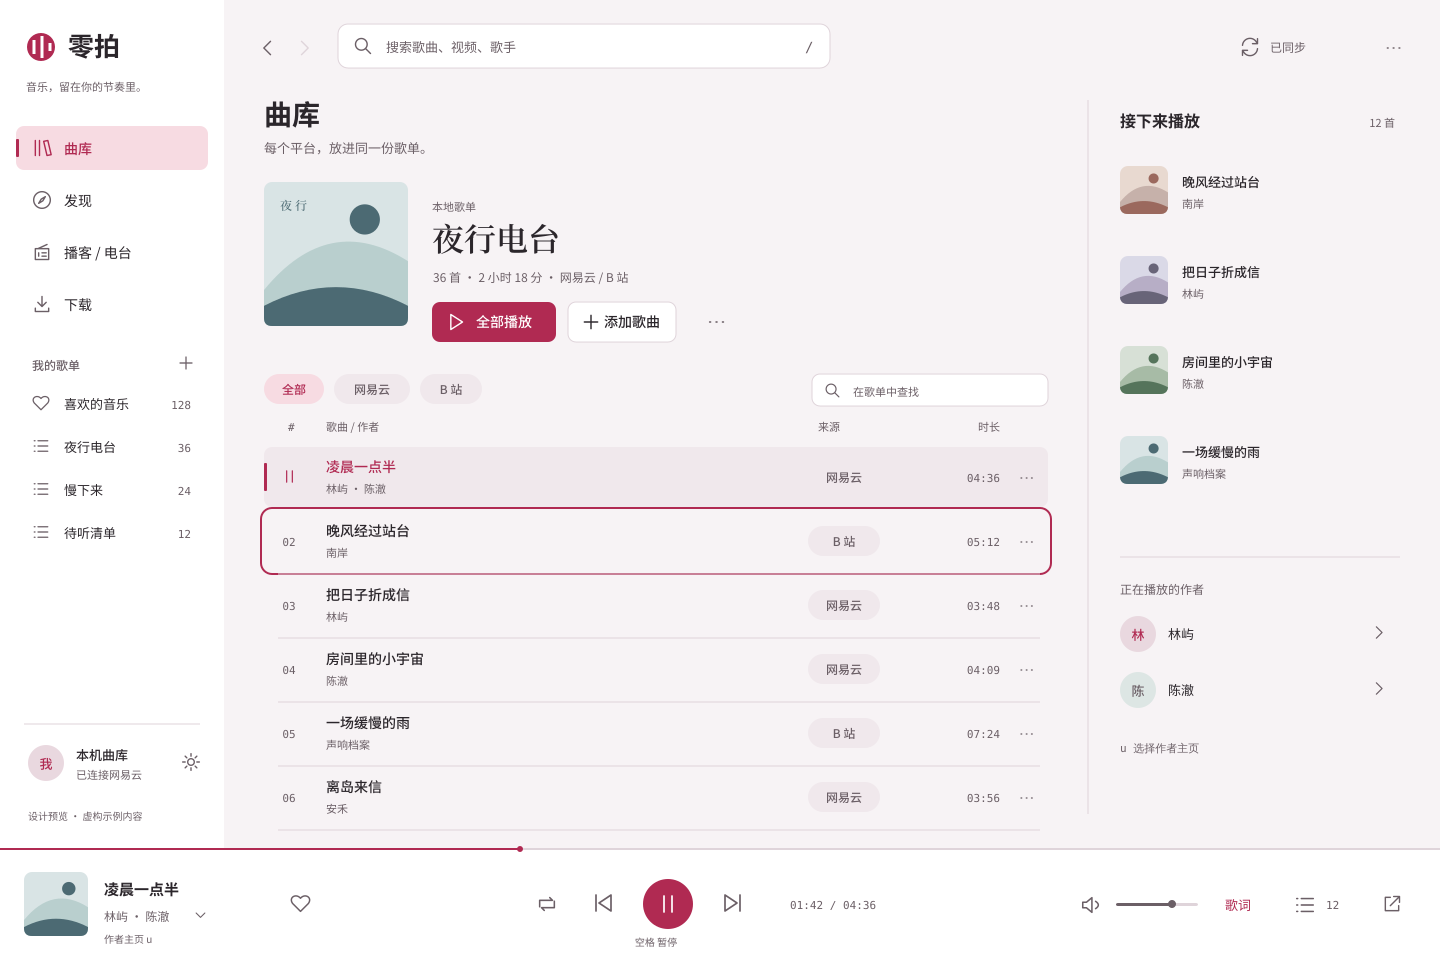 零拍
音乐，留在你的节奏里。
曲库
发现
播客 / 电台
下载
我的歌单
喜欢的音乐 128
夜行电台 36
慢下来 24
待听清单 12
我
本机曲库
已连接网易云
设计预览 · 虚构示例内容
搜索歌曲、视频、歌手 /
已同步
曲库
每个平台，放进同一份歌单。
夜行
本地歌单
夜行电台
36 首 · 2 小时 18 分 · 网易云 / B 站
全部播放
添加歌曲
全部 网易云 B 站
在歌单中查找
# 歌曲 / 作者 来源 时长
凌晨一点半
林屿 · 陈澈
网易云 04:36
02 晚风经过站台
南岸
B 站 05:12
03 把日子折成信
林屿
网易云 03:48
04 房间里的小宇宙
陈澈
网易云 04:09
05 一场缓慢的雨
声响档案
B 站 07:24
06 离岛来信
安禾
网易云 03:56
接下来播放 12 首
晚风经过站台
南岸
把日子折成信
林屿
房间里的小宇宙
陈澈
一场缓慢的雨
声响档案
正在播放的作者
林 林屿
陈 陈澈
u 选择作者主页
凌晨一点半
林屿 · 陈澈
作者主页 u
空格 暂停
01:42 / 04:36
歌词
12